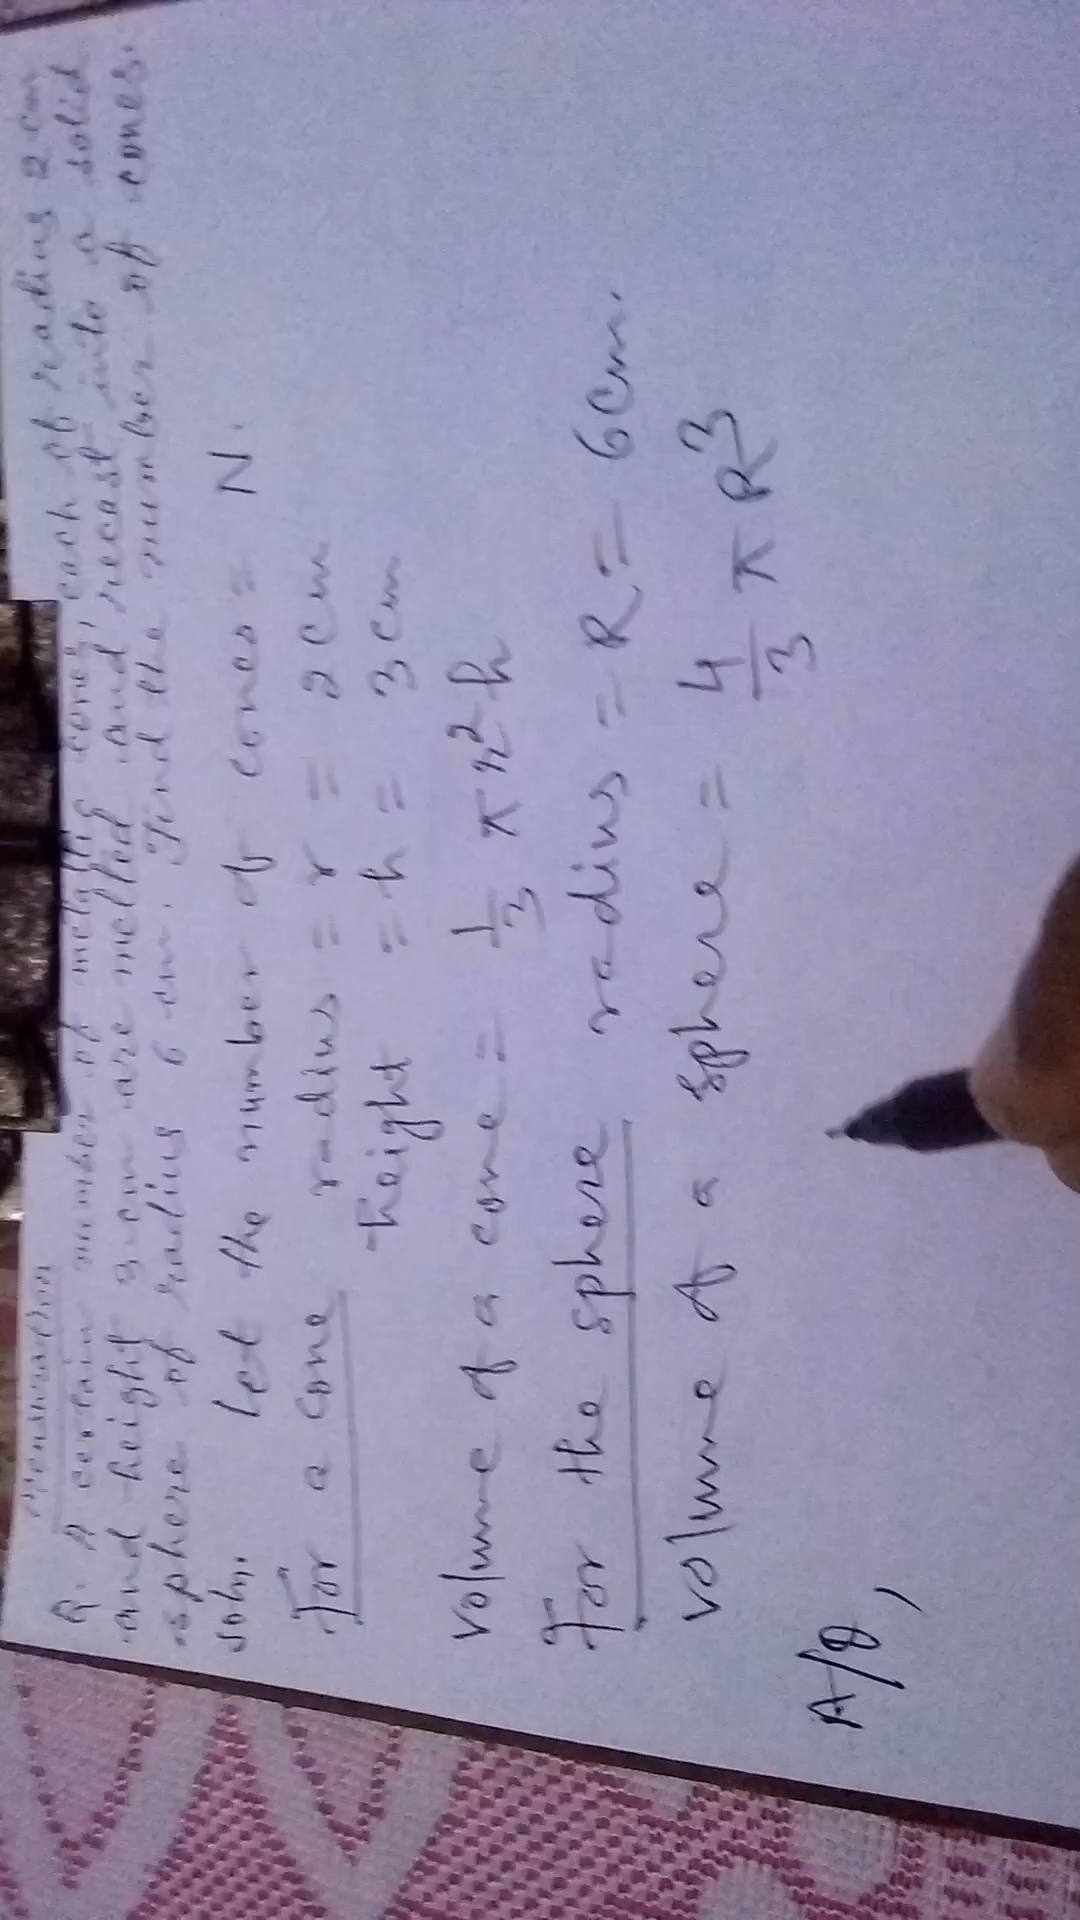 Mensuration
Q. A certain number of metallic cones, each of radius 2 cm
and height 3 cm are melted and recast into a solid
sphere of radius 6 cm. Find the number of cones.
Soln. Let the number of cones = N.
For a cone radius = r = 2 cm
height = h = 3 cm
volume of a cone = 1/3 π r² h
For the sphere radius = R = 6 cm.
volume of a sphere = 4/3 π R³
A/Q,